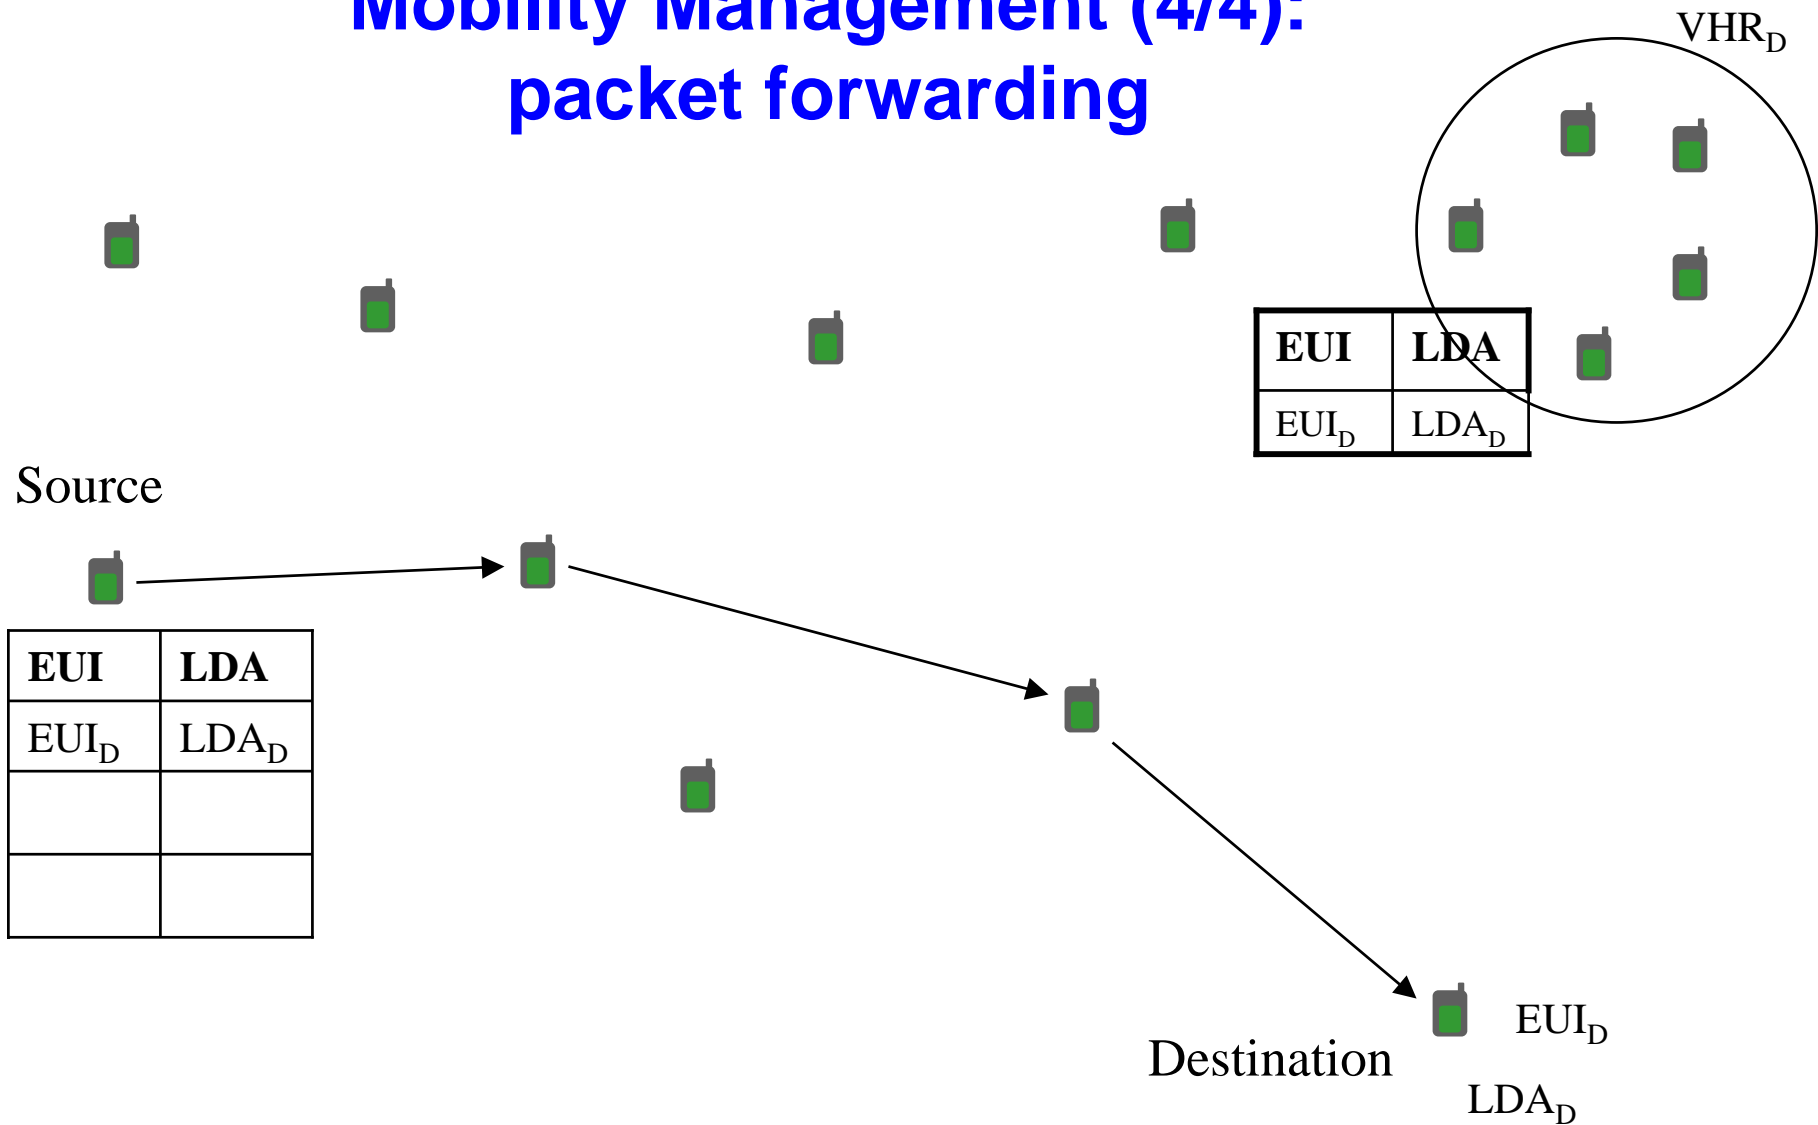 Mobility Management (4/4):
packet forwarding
VHR_D
EUI LDA
EUI_D LDA_D
Source
EUI LDA
EUI_D LDA_D
Destination
EUI_D
LDA_D